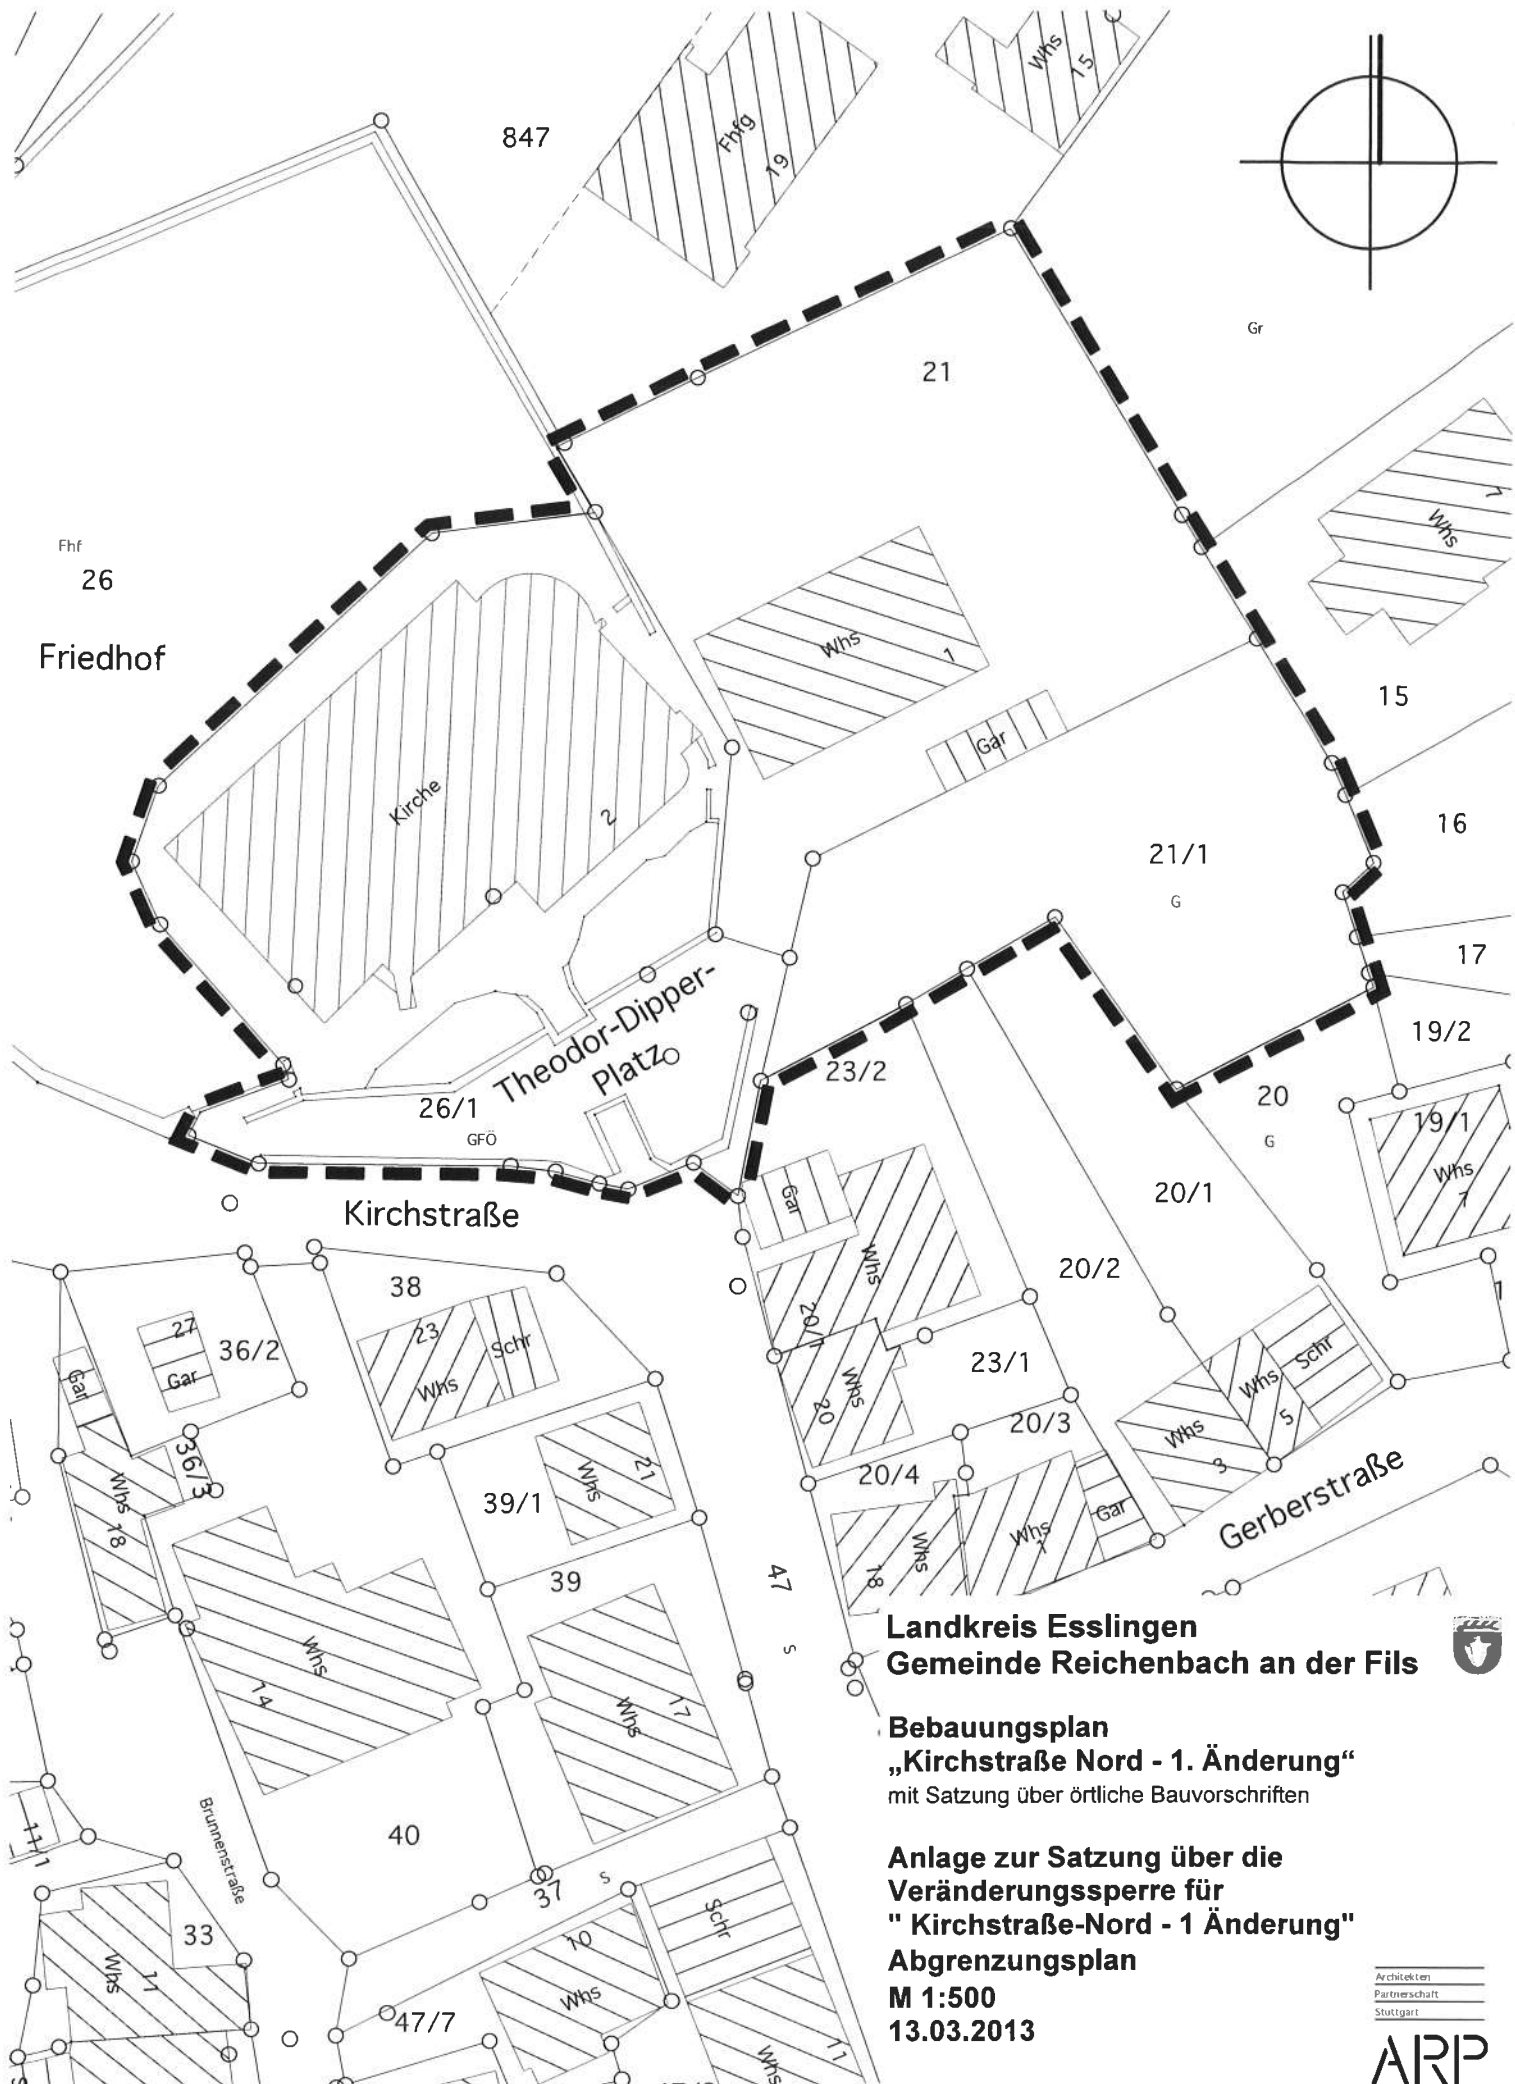 847
Fhfg
19
Whs
15
Gr
21
7
Whs
Fhf
26
Friedhof
Whs
1
Gar
15
Kirche
2
16
21/1
G
17
Theodor-Dipper-
Platz
19/2
23/2
26/1
GFÖ
20
G
19/1
Whs
7
Kirchstraße
Gar
20/1
Whs
20/2
38
27
36/2
Gar
Gar
23
Whs
Schr
20/1
23/1
Whs
20
Schr
Whs
5
Whs
3
20/3
36/3
Whs
18
21
Whs
39/1
20/4
Gar
Whs
1
Whs
18
Gerberstraße
39
47
s
Whs
14
Whs
17
Landkreis Esslingen
Gemeinde Reichenbach an der Fils
Bebauungsplan
„Kirchstraße Nord - 1. Änderung“
mit Satzung über örtliche Bauvorschriften
Brunnenstraße
11/1
40
Anlage zur Satzung über die
Veränderungssperre für
" Kirchstraße-Nord - 1 Änderung"
Abgrenzungsplan
M 1:500
13.03.2013
37
s
Schr
33
Whs
11
10
Whs
47/7
Whs
11
Architekten
Partnerschaft
Stuttgart
ARP